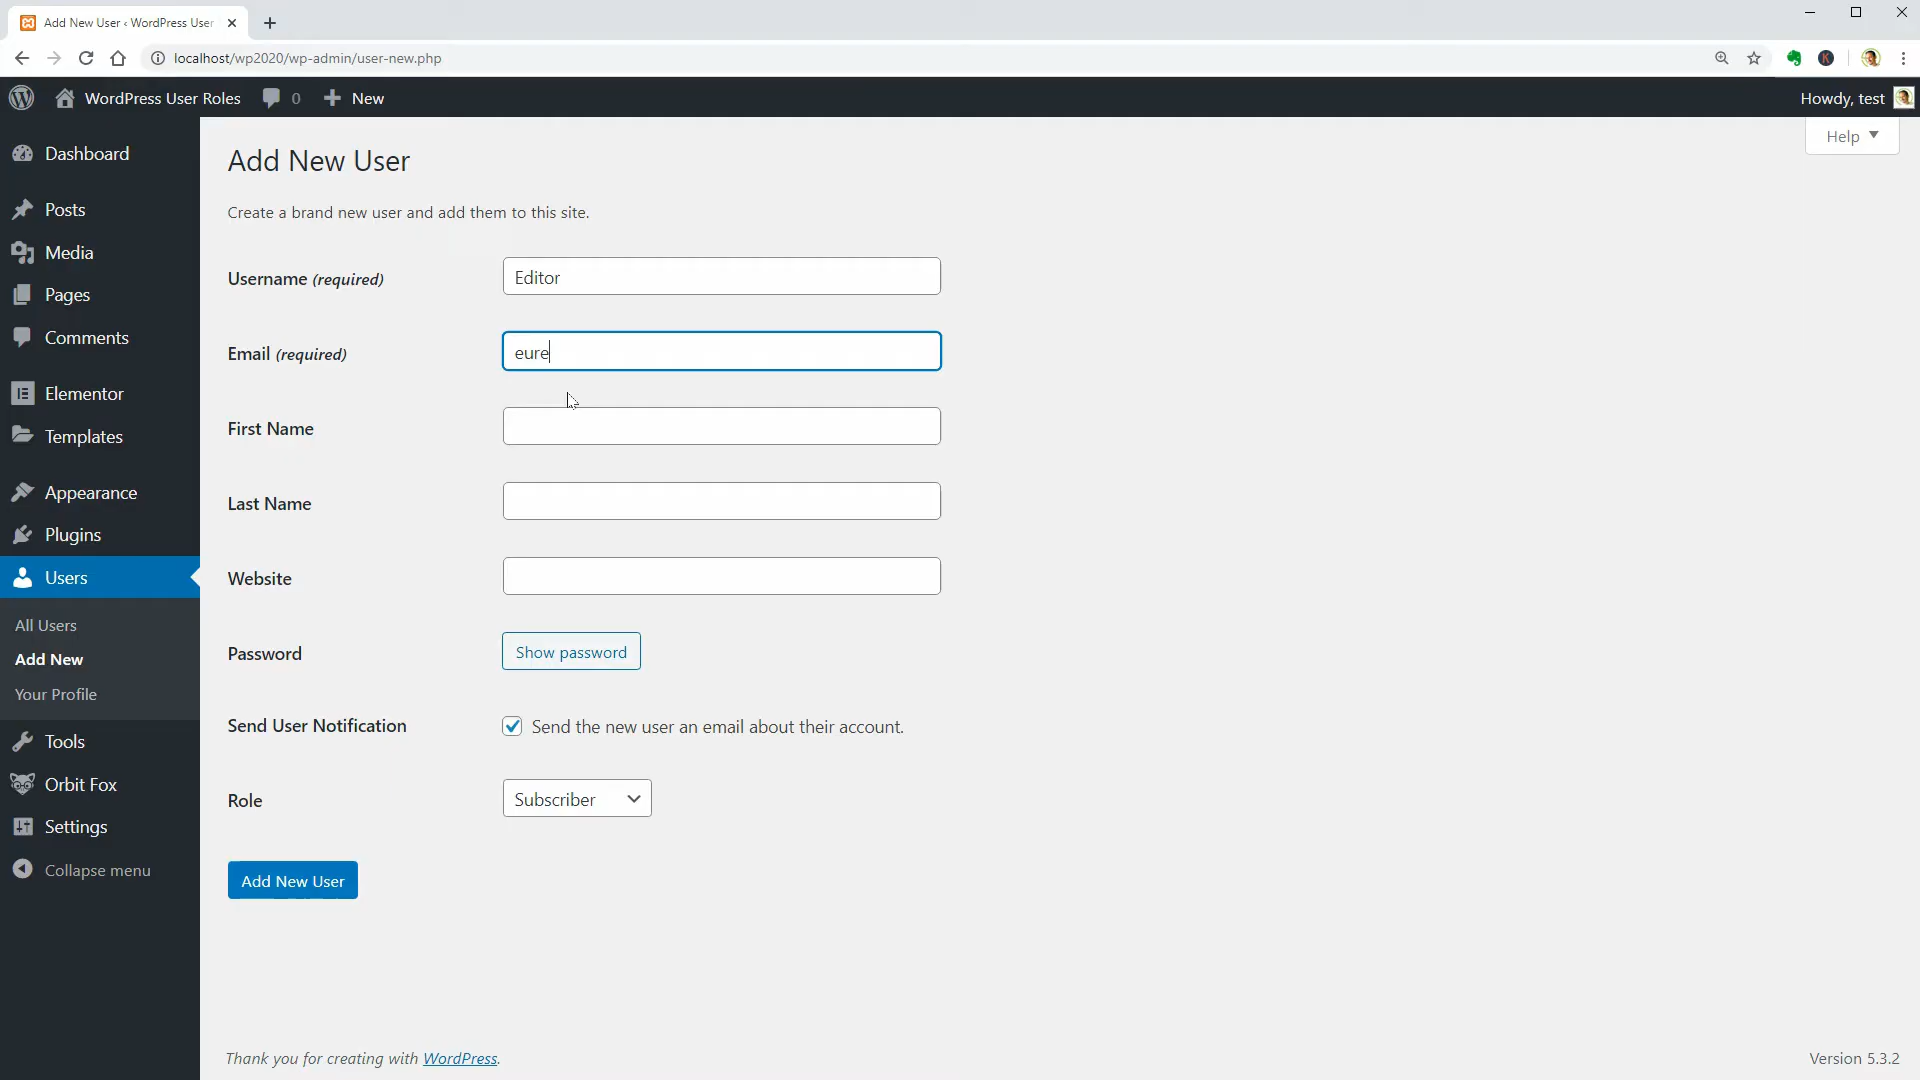 Add New User ‹ WordPress User
localhost/wp2020/wp-admin/user-new.php
WordPress User Roles 0 New Howdy, test
Help
Dashboard
Posts
Media
Pages
Comments
Elementor
Templates
Appearance
Plugins
Users
All Users
Add New
Your Profile
Tools
Orbit Fox
Settings
Collapse menu
Add New User
Create a brand new user and add them to this site.
Username (required) Editor
Email (required) eure
First Name
Last Name
Website
Password Show password
Send User Notification Send the new user an email about their account.
Role Subscriber
Add New User
Thank you for creating with WordPress. Version 5.3.2